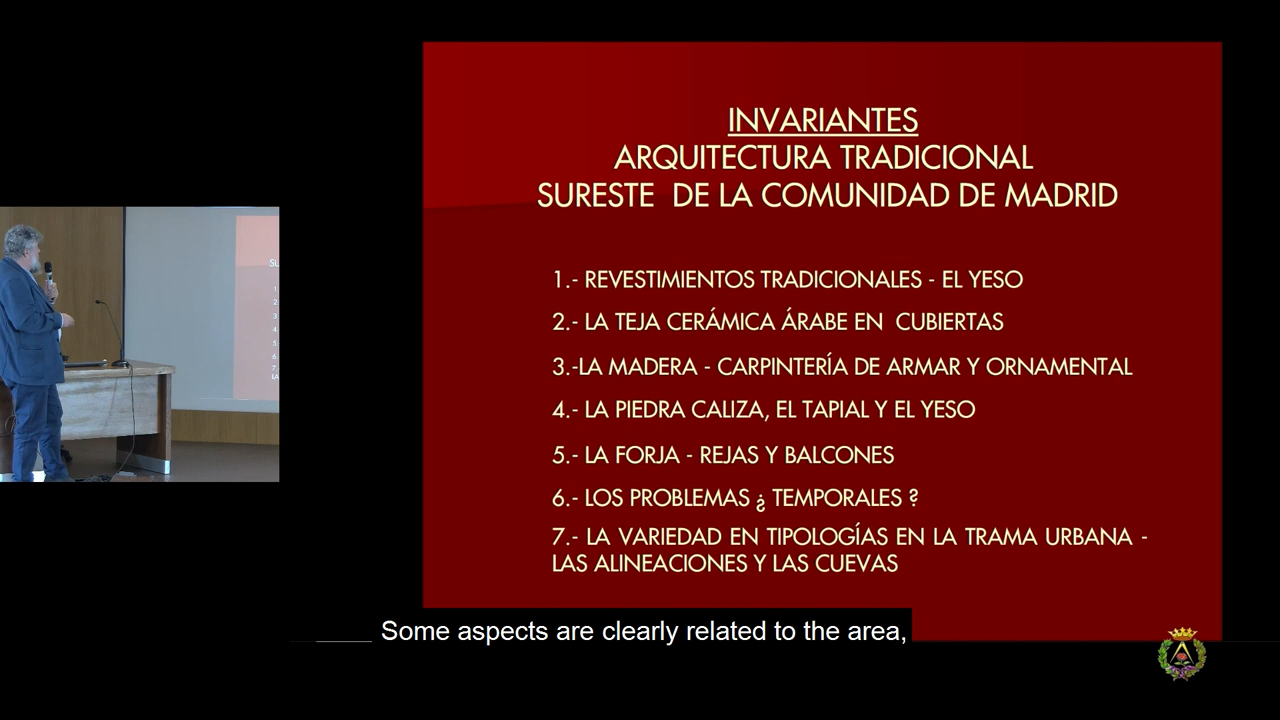 INVARIANTES
ARQUITECTURA TRADICIONAL
SURESTE DE LA COMUNIDAD DE MADRID
1.- REVESTIMIENTOS TRADICIONALES - EL YESO
2.- LA TEJA CERÁMICA ÁRABE EN CUBIERTAS
3.-LA MADERA - CARPINTERÍA DE ARMAR Y ORNAMENTAL
4.- LA PIEDRA CALIZA, EL TAPIAL Y EL YESO
5.- LA FORJA - REJAS Y BALCONES
6.- LOS PROBLEMAS ¿ TEMPORALES ?
7.- LA VARIEDAD EN TIPOLOGÍAS EN LA TRAMA URBANA -
LAS ALINEACIONES Y LAS CUEVAS
Some aspects are clearly related to the area,